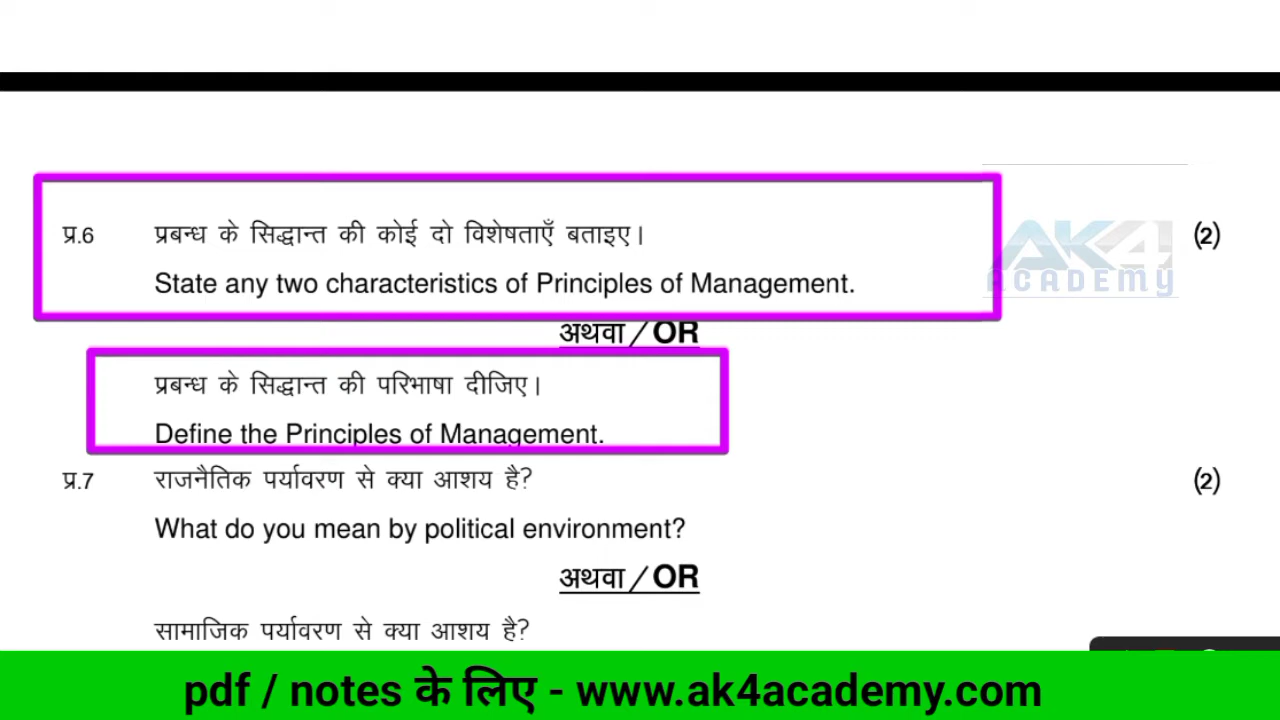 प्र.6 प्रबन्ध के सिद्धान्त की कोई दो विशेषताएँ बताइए। (2)
State any two characteristics of Principles of Management.
AK4
ACADEMY
अथवा/OR
प्रबन्ध के सिद्धान्त की परिभाषा दीजिए।
Define the Principles of Management.
प्र.7 राजनैतिक पर्यावरण से क्या आशय है? (2)
What do you mean by political environment?
अथवा/OR
सामाजिक पर्यावरण से क्या आशय है?
pdf / notes के लिए - www.ak4academy.com